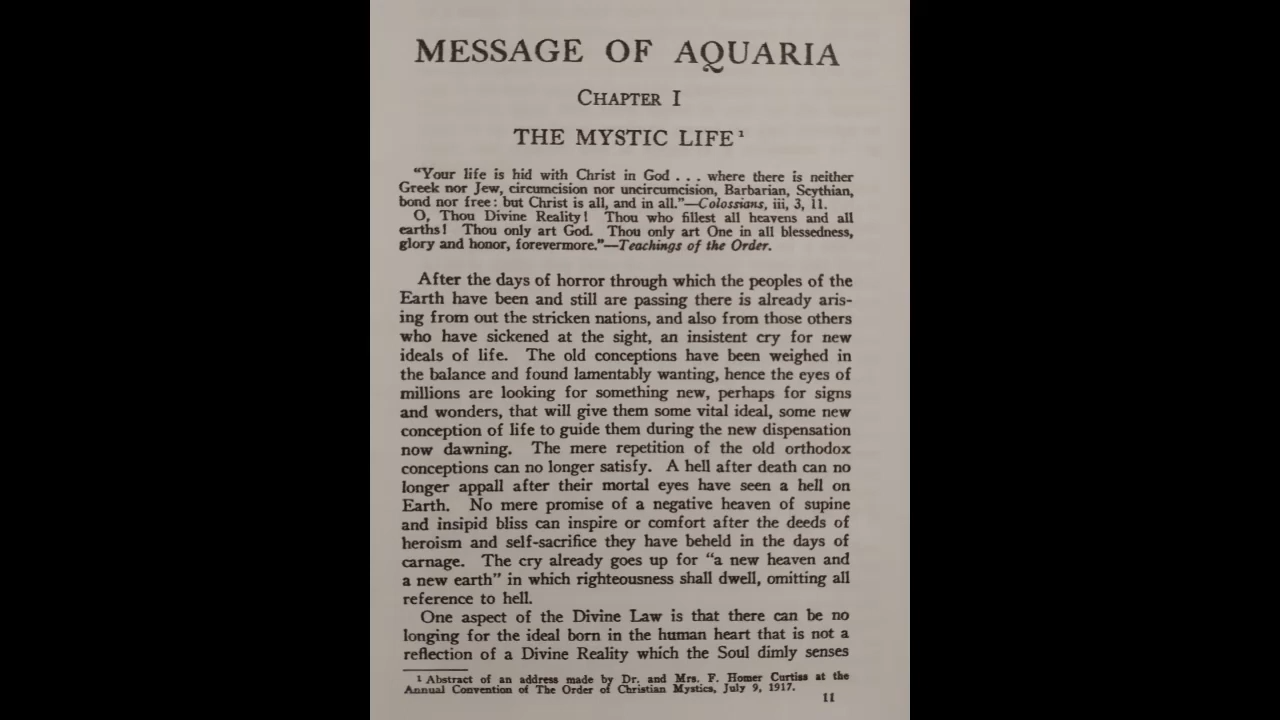 MESSAGE OF AQUARIA
CHAPTER I
THE MYSTIC LIFE¹
“Your life is hid with Christ in God . . . where there is neither
Greek nor Jew, circumcision nor uncircumcision, Barbarian, Scythian,
bond nor free: but Christ is all, and in all.”—Colossians, iii, 3, 11.
O, Thou Divine Reality! Thou who fillest all heavens and all
earths! Thou only art God. Thou only art One in all blessedness,
glory and honor, forevermore.”—Teachings of the Order.
After the days of horror through which the peoples of the
Earth have been and still are passing there is already aris-
ing from out the stricken nations, and also from those others
who have sickened at the sight, an insistent cry for new
ideals of life. The old conceptions have been weighed in
the balance and found lamentably wanting, hence the eyes of
millions are looking for something new, perhaps for signs
and wonders, that will give them some vital ideal, some new
conception of life to guide them during the new dispensation
now dawning. The mere repetition of the old orthodox
conceptions can no longer satisfy. A hell after death can no
longer appall after their mortal eyes have seen a hell on
Earth. No mere promise of a negative heaven of supine
and insipid bliss can inspire or comfort after the deeds of
heroism and self-sacrifice they have beheld in the days of
carnage. The cry already goes up for “a new heaven and
a new earth” in which righteousness shall dwell, omitting all
reference to hell.
One aspect of the Divine Law is that there can be no
longing for the ideal born in the human heart that is not a
reflection of a Divine Reality which the Soul dimly senses
¹ Abstract of an address made by Dr. and Mrs. F. Homer Curtiss at the
Annual Convention of The Order of Christian Mystics, July 9, 1917.
11